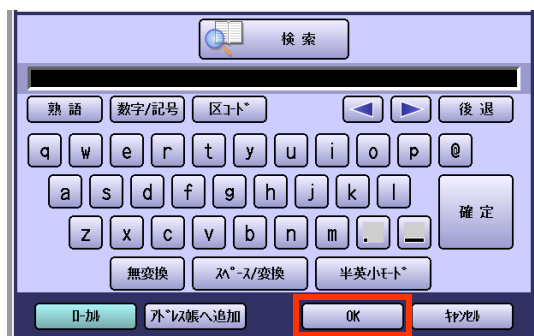 検 索
熟 語 数字/記号 区ｺｰﾄﾞ 後 退
q w e r t y u i o p @
a s d f g h j k l
確 定
z x c v b n m . _
無変換 ｽﾍﾟｰｽ/変換 半英小ﾓｰﾄﾞ
ﾛｰｶﾙ ｱﾄﾞﾚｽ帳へ追加 OK ｷｬﾝｾﾙ